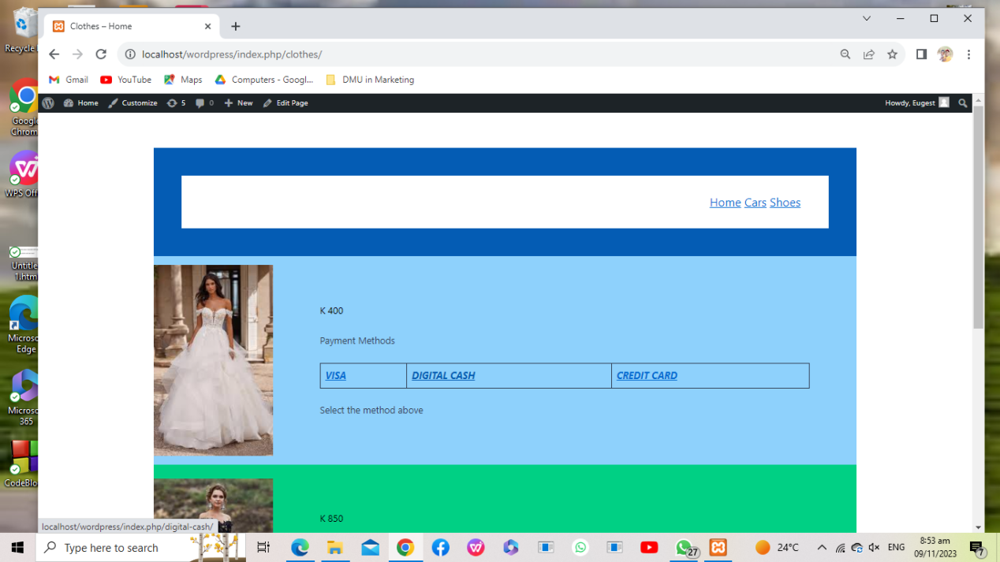 Clothes – Home
localhost/wordpress/index.php/clothes/
Gmail YouTube Maps Computers - Googl... DMU in Marketing
Home Customize 5 0 New Edit Page Howdy, Eugest
Recycle
Google
Chrom
WPS Off
Untitle
1.htm
Micros
Edge
Micros
365
CodeBlo
Home Cars Shoes
K 400
Payment Methods
VISA DIGITAL CASH CREDIT CARD
Select the method above
K 850
localhost/wordpress/index.php/digital-cash/
Type here to search
27
24°C
ENG
8:53 am
09/11/2023
7